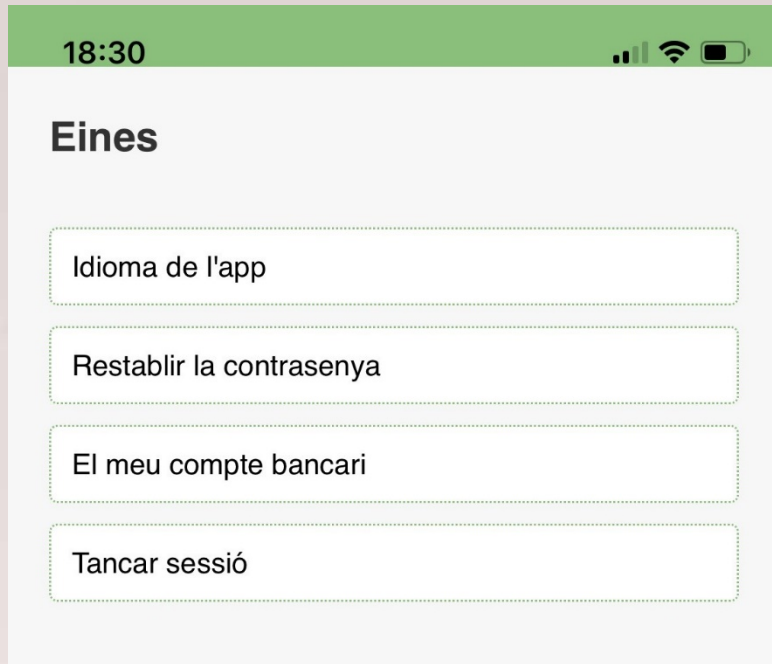 18:30
Eines
Idioma de l'app
Restablir la contrasenya
El meu compte bancari
Tancar sessió